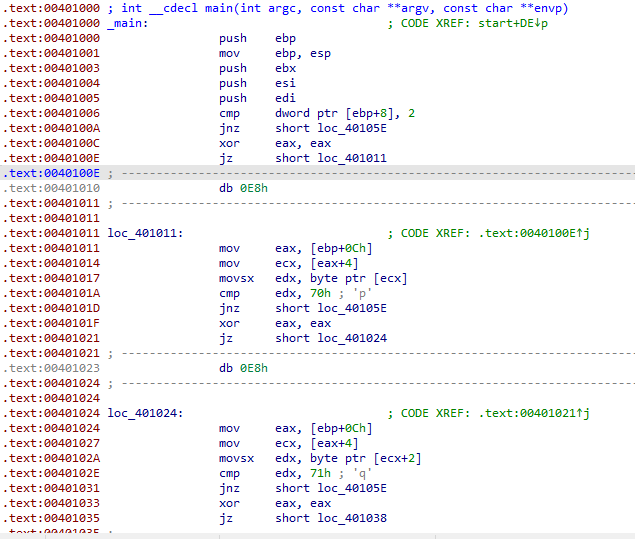 .text:00401000 ; int __cdecl main(int argc, const char **argv, const char **envp)
.text:00401000 _main: ; CODE XREF: start+DE↓p
.text:00401000 push ebp
.text:00401001 mov ebp, esp
.text:00401003 push ebx
.text:00401004 push esi
.text:00401005 push edi
.text:00401006 cmp dword ptr [ebp+8], 2
.text:0040100A jnz short loc_40105E
.text:0040100C xor eax, eax
.text:0040100E jz short loc_401011
.text:0040100E ; ---------------------------------------------------------------------------
.text:00401010 db 0E8h
.text:00401011 ; ---------------------------------------------------------------------------
.text:00401011
.text:00401011 loc_401011: ; CODE XREF: .text:0040100E↑j
.text:00401011 mov eax, [ebp+0Ch]
.text:00401014 mov ecx, [eax+4]
.text:00401017 movsx edx, byte ptr [ecx]
.text:0040101A cmp edx, 70h ; 'p'
.text:0040101D jnz short loc_40105E
.text:0040101F xor eax, eax
.text:00401021 jz short loc_401024
.text:00401021 ; ---------------------------------------------------------------------------
.text:00401023 db 0E8h
.text:00401024 ; ---------------------------------------------------------------------------
.text:00401024
.text:00401024 loc_401024: ; CODE XREF: .text:00401021↑j
.text:00401024 mov eax, [ebp+0Ch]
.text:00401027 mov ecx, [eax+4]
.text:0040102A movsx edx, byte ptr [ecx+2]
.text:0040102E cmp edx, 71h ; 'q'
.text:00401031 jnz short loc_40105E
.text:00401033 xor eax, eax
.text:00401035 jz short loc_401038